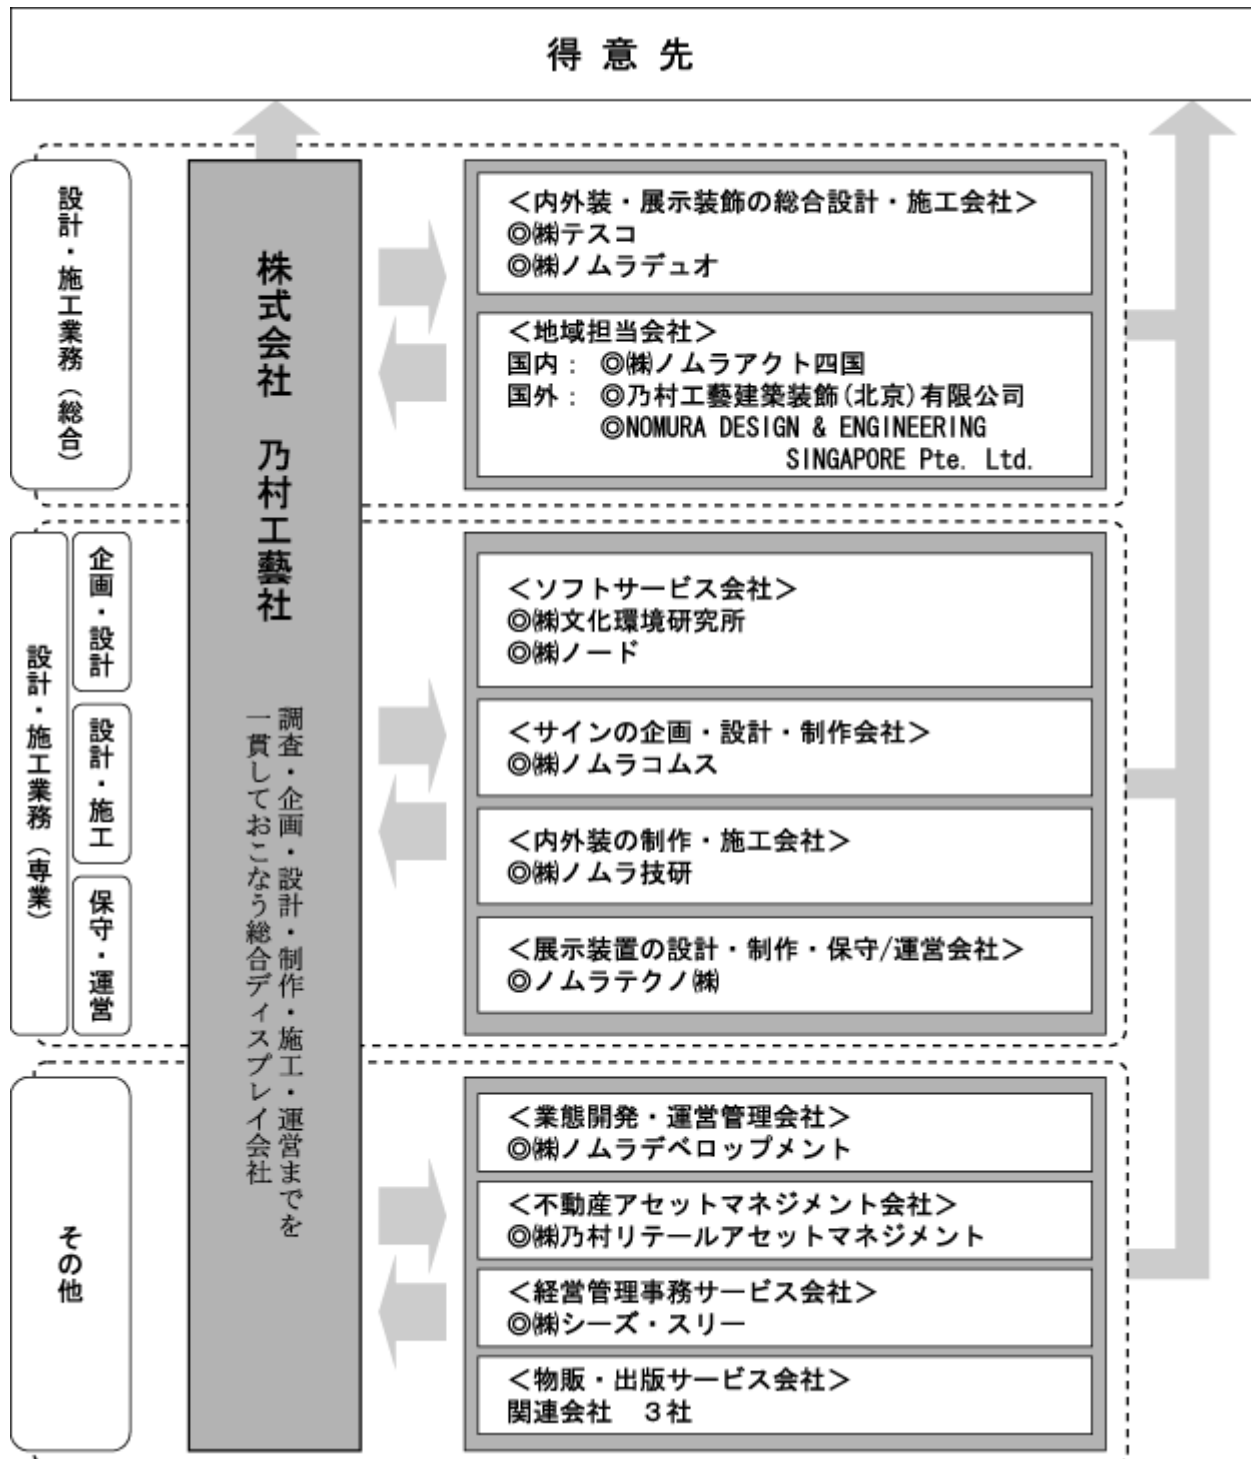 得意先
設計・施工業務（総合）
株式会社　乃村工藝社
調査・企画・設計・制作・施工・運営までを
一貫しておこなう総合ディスプレイ会社
＜内外装・展示装飾の総合設計・施工会社＞
◎㈱テスコ
◎㈱ノムラデュオ
＜地域担当会社＞
国内： ◎㈱ノムラアクト四国
国外： ◎乃村工藝建築装飾(北京)有限公司
◎NOMURA DESIGN & ENGINEERING
SINGAPORE Pte. Ltd.
設計・施工業務（専業）
企画・設計
設計・施工
保守・運営
＜ソフトサービス会社＞
◎㈱文化環境研究所
◎㈱ノード
＜サインの企画・設計・制作会社＞
◎㈱ノムラコムス
＜内外装の制作・施工会社＞
◎㈱ノムラ技研
＜展示装置の設計・制作・保守/運営会社＞
◎ノムラテクノ㈱
その他
＜業態開発・運営管理会社＞
◎㈱ノムラデベロップメント
＜不動産アセットマネジメント会社＞
◎㈱乃村リテールアセットマネジメント
＜経営管理事務サービス会社＞
◎㈱シーズ・スリー
＜物販・出版サービス会社＞
関連会社　３社